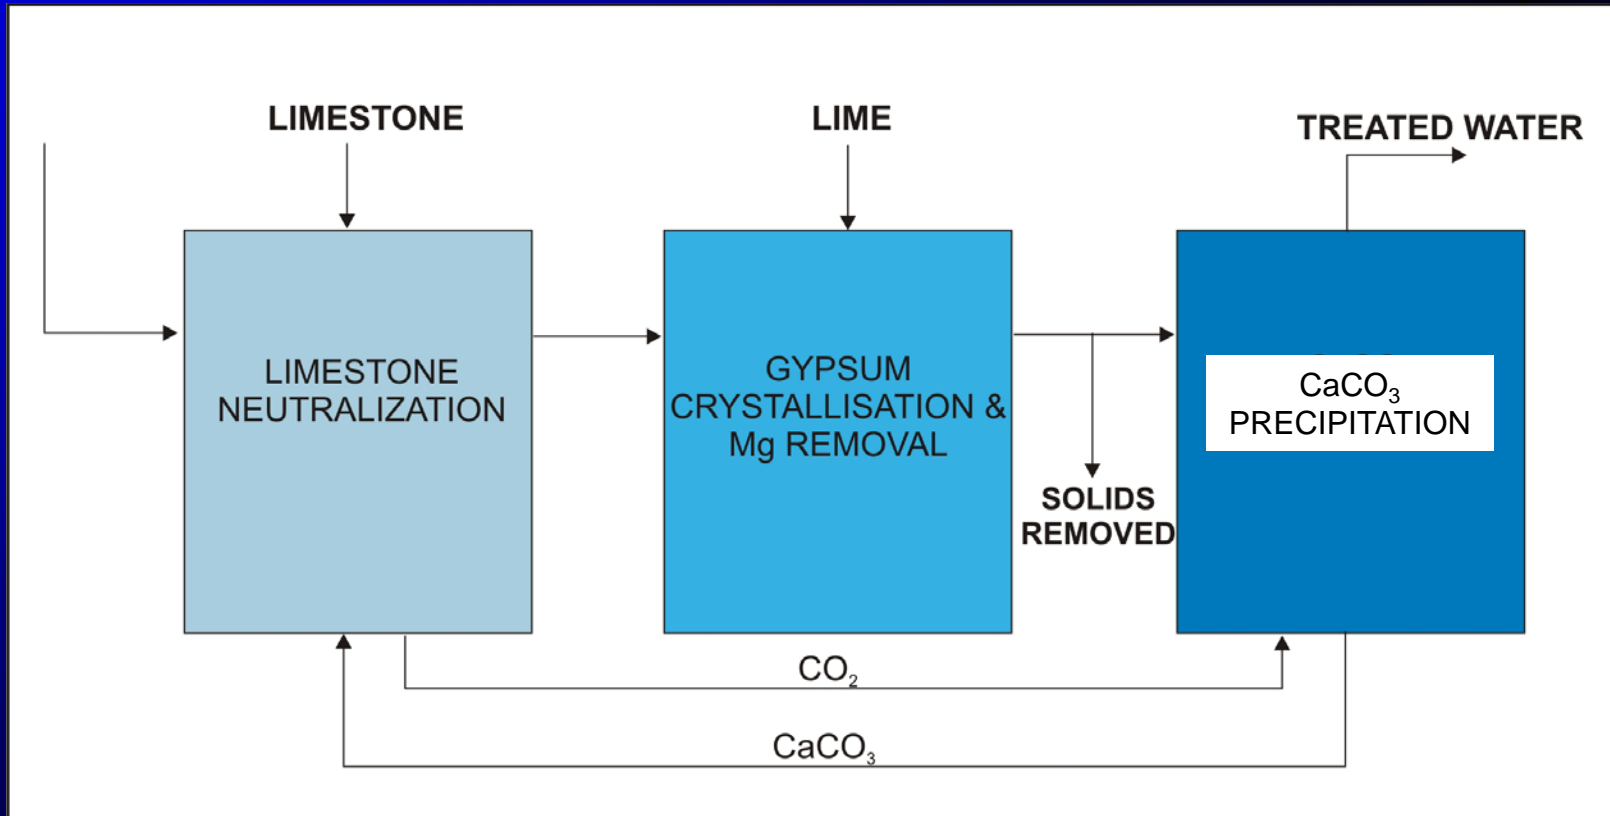 LIMESTONE
LIME
TREATED WATER
LIMESTONE
NEUTRALIZATION
GYPSUM
CRYSTALLISATION &
Mg REMOVAL
CaCO₃
PRECIPITATION
SOLIDS
REMOVED
CO₂
CaCO₃